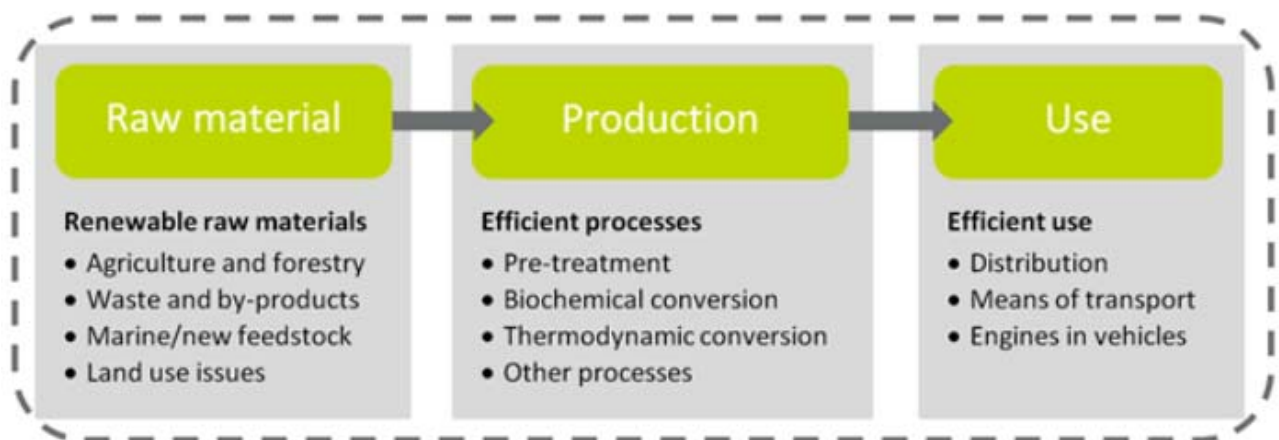 Raw material
Renewable raw materials
• Agriculture and forestry
• Waste and by-products
• Marine/new feedstock
• Land use issues
Production
Efficient processes
• Pre-treatment
• Biochemical conversion
• Thermodynamic conversion
• Other processes
Use
Efficient use
• Distribution
• Means of transport
• Engines in vehicles